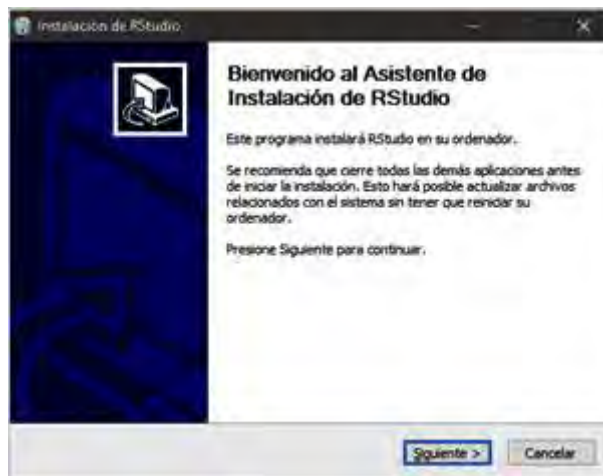 Instalación de RStudio
Bienvenido al Asistente de
Instalación de RStudio
Este programa instalará RStudio en su ordenador.
Se recomienda que cierre todas las demás aplicaciones antes
de iniciar la instalación. Esto hará posible actualizar archivos
relacionados con el sistema sin tener que reiniciar su
ordenador.
Presione Siguiente para continuar.
Siguiente >
Cancelar